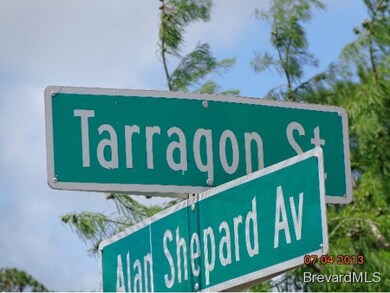 Tarragon St
Alan Shepard Av
07 04 2013
BrevardMLS